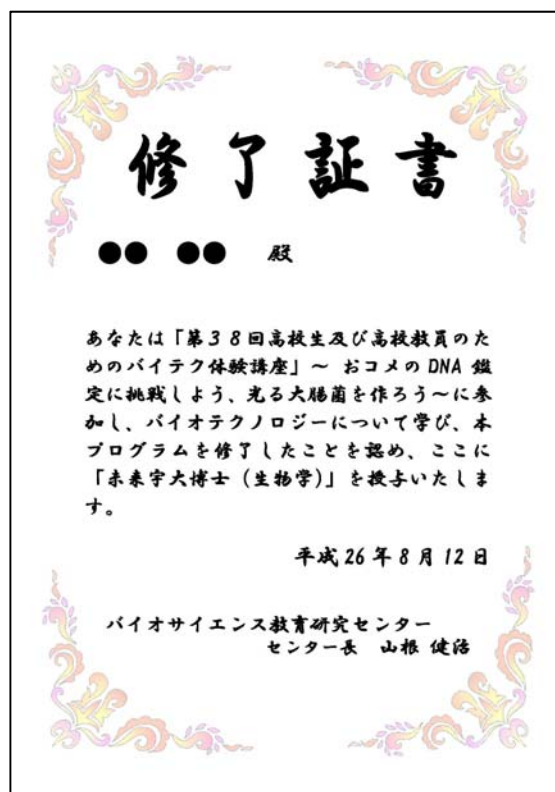 修了証書
●● ●● 殿
あなたは「第38回高校生及び高校教員のた
めのバイテク体験講座」～ おコメの DNA 鑑
定に挑戦しよう、光る大腸菌を作ろう～に参
加し、バイオテクノロジーについて学び、本
プログラムを修了したことを認め、ここに
「未来宇大博士（生物学）」を授与いたしま
す。
平成 26 年 8 月 12 日
バイオサイエンス教育研究センター
センター長 山根 健治